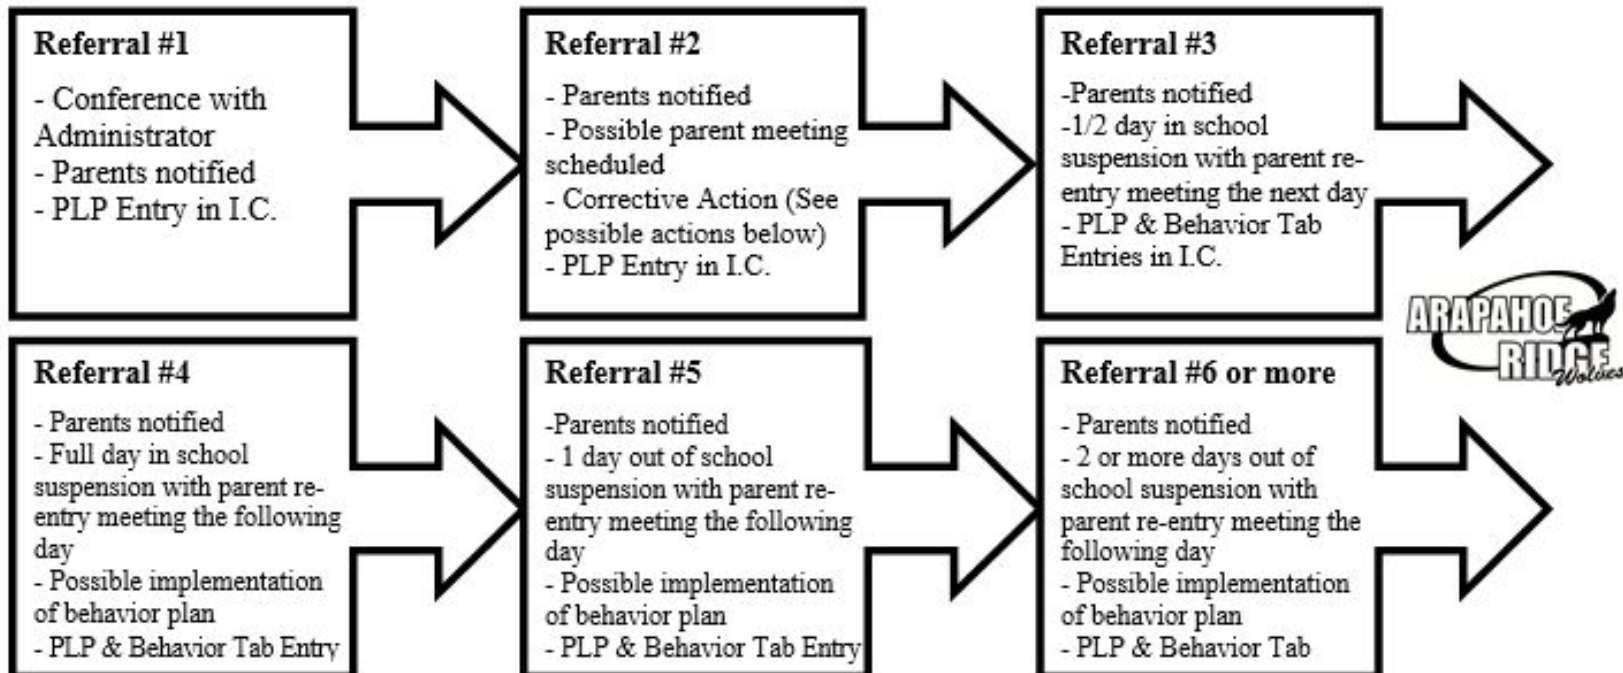 Referral #1
- Conference with
Administrator
- Parents notified
- PLP Entry in I.C.
Referral #2
- Parents notified
- Possible parent meeting
scheduled
- Corrective Action (See
possible actions below)
- PLP Entry in I.C.
Referral #3
-Parents notified
-1/2 day in school
suspension with parent re-
entry meeting the next day
- PLP & Behavior Tab
Entries in I.C.
ARAPAHOE
RIDGE
Wolves
Referral #4
- Parents notified
- Full day in school
suspension with parent re-
entry meeting the following
day
- Possible implementation
of behavior plan
- PLP & Behavior Tab Entry
Referral #5
-Parents notified
- 1 day out of school
suspension with parent re-
entry meeting the following
day
- Possible implementation
of behavior plan
- PLP & Behavior Tab Entry
Referral #6 or more
- Parents notified
- 2 or more days out of
school suspension with
parent re-entry meeting the
following day
- Possible implementation
of behavior plan
- PLP & Behavior Tab